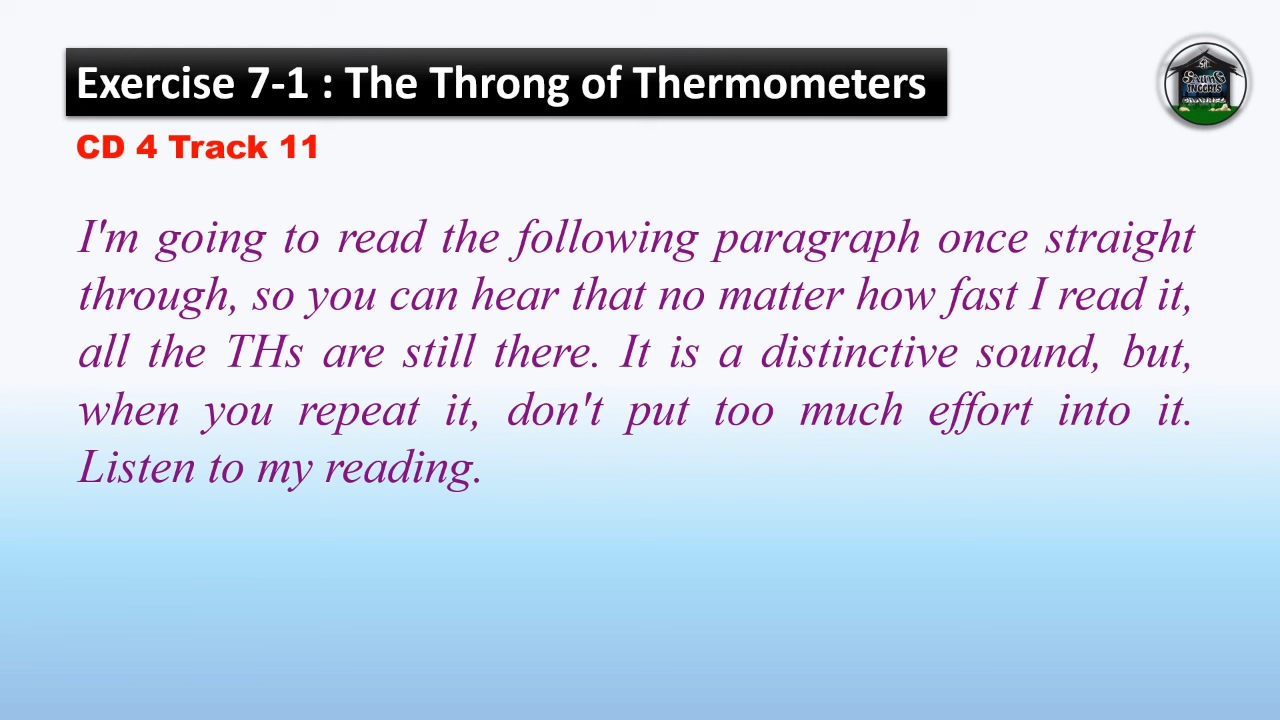 Exercise 7-1 : The Throng of Thermometers
CD 4 Track 11
I'm going to read the following paragraph once straight
through, so you can hear that no matter how fast I read it,
all the THs are still there. It is a distinctive sound, but,
when you repeat it, don't put too much effort into it.
Listen to my reading.
INGGRIS